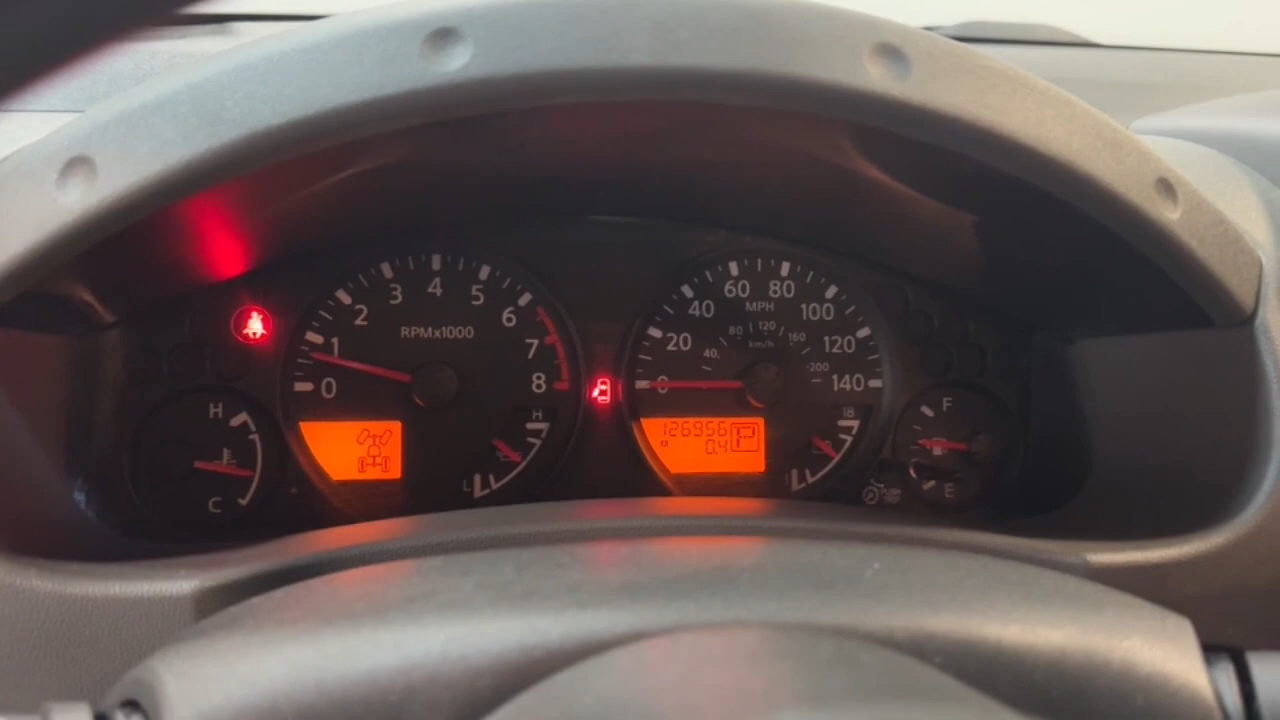 0 1 2 3 4 5 6 7 8
RPMx1000
H
C
H
L
0 20 40 60 80 100 120 140
MPH
40 80 120 160 200
km/h
126956
0.4
P
18
F
E